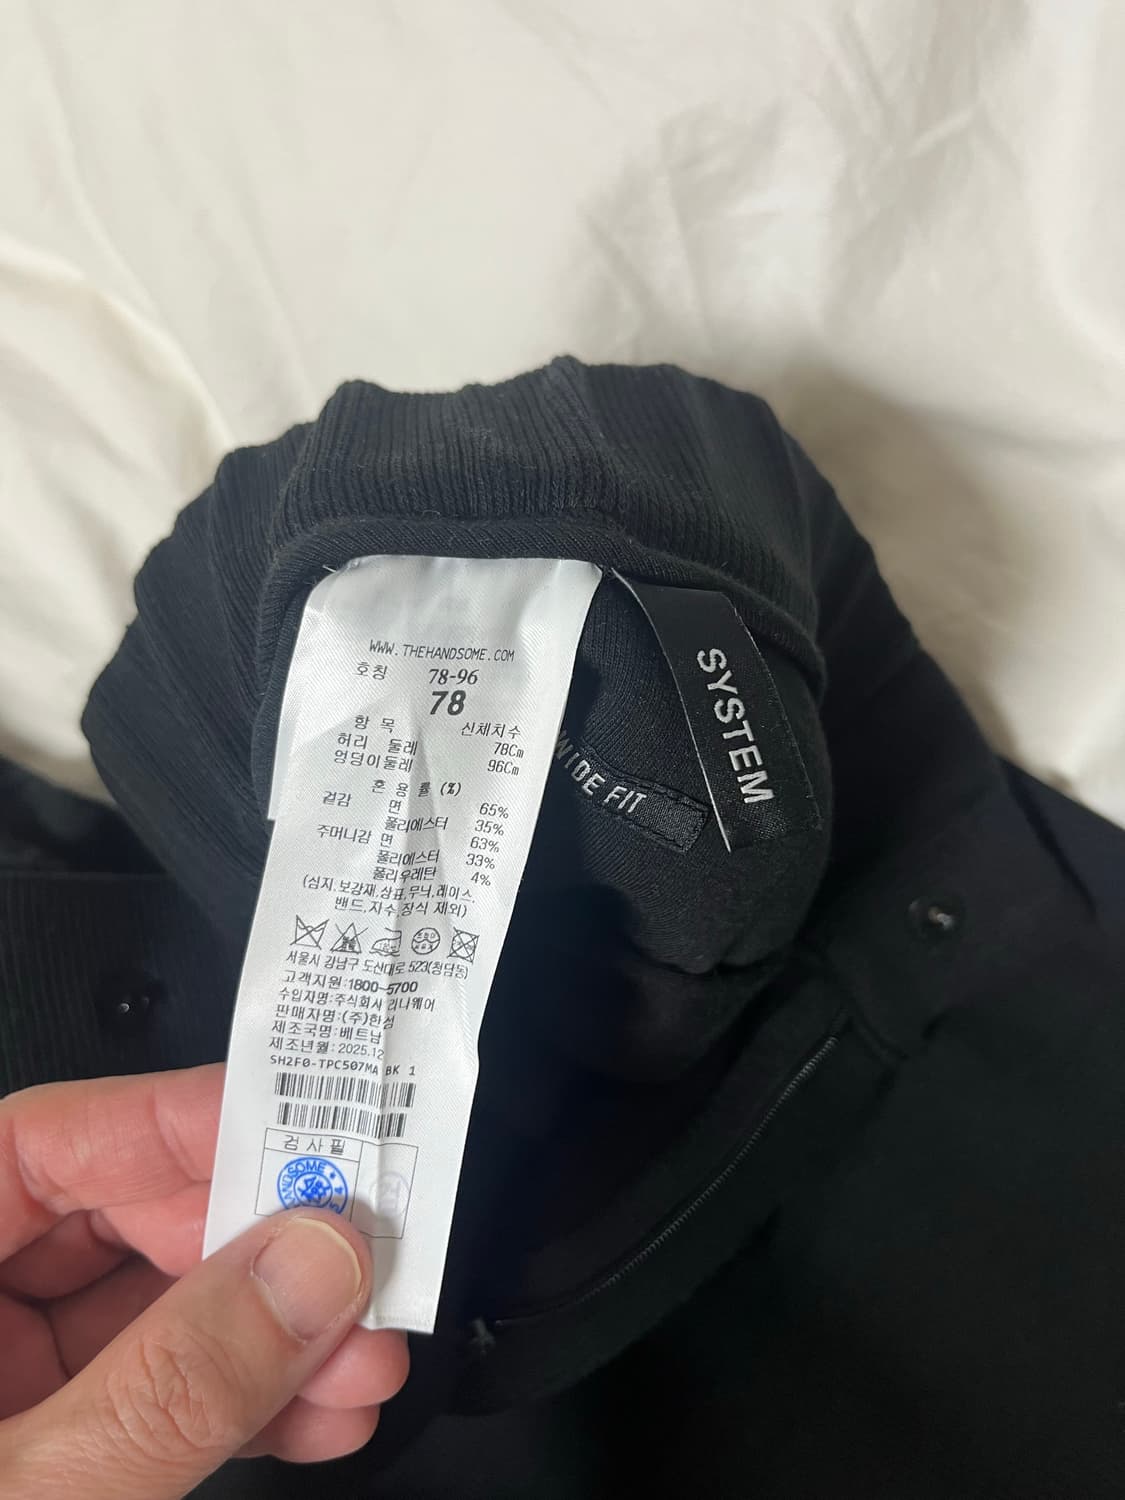 WWW.THEHANDSOME.COM
호칭 78-96
78
항 목 신체치수
허리 둘레 78Cm
엉덩이둘레 96Cm
혼 용 률 (%)
겉감 면 65%
폴리에스터 35%
주머니감 면 63%
폴리에스터 33%
폴리우레탄 4%
(심지,보강재,상표,무늬,레이스,
밴드,자수,장식 제외)
서울시 강남구 도산대로 523(청담동)
고객지원:1800-5700
수입자명:주식회사 리나웨어
판매자명:(주)한섬
제조국명:베트남
제조년월:2025.12
SH2F0-TPC507MA BK 1
검사필
HANDSOME
SYSTEM
WIDE FIT